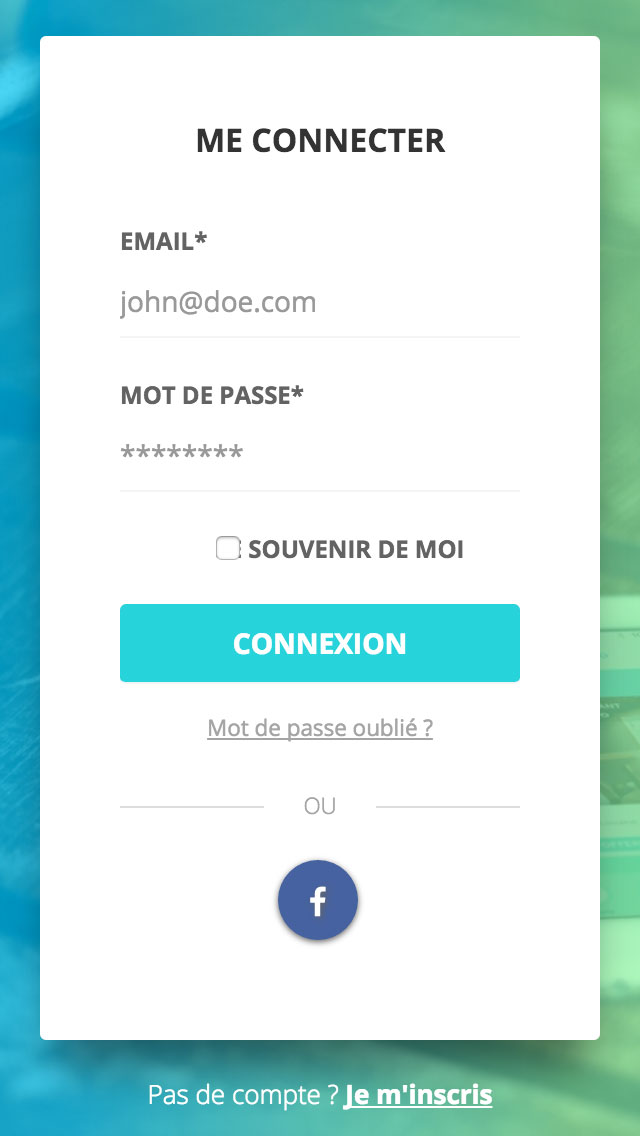 ME CONNECTER
EMAIL*
john@doe.com
MOT DE PASSE*
********
SOUVENIR DE MOI
CONNEXION
Mot de passe oublié ?
OU
f
Pas de compte ? Je m'inscris